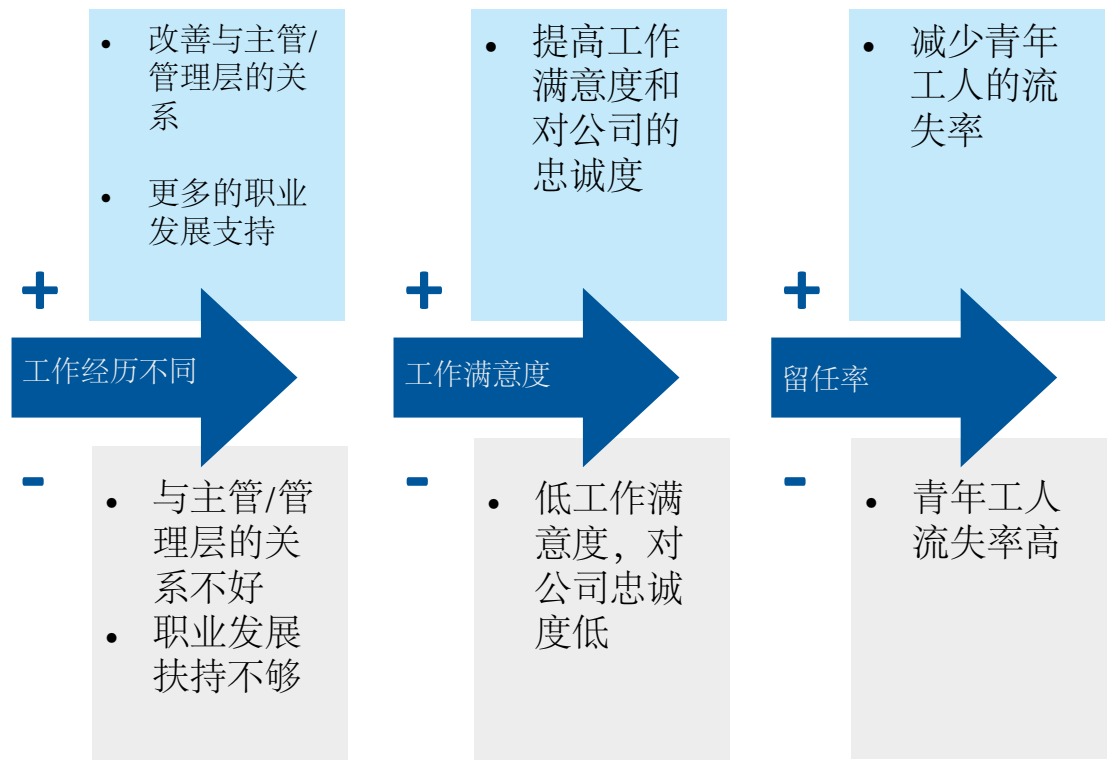 • 改善与主管/
管理层的关
系
• 更多的职业
发展支持
+
工作经历不同
-
• 与主管/管
理层的关
系不好
• 职业发展
扶持不够
• 提高工作
满意度和
对公司的
忠诚度
+
工作满意度
-
• 低工作满
意度，对
公司忠诚
度低
• 减少青年
工人的流
失率
+
留任率
-
• 青年工人
流失率高